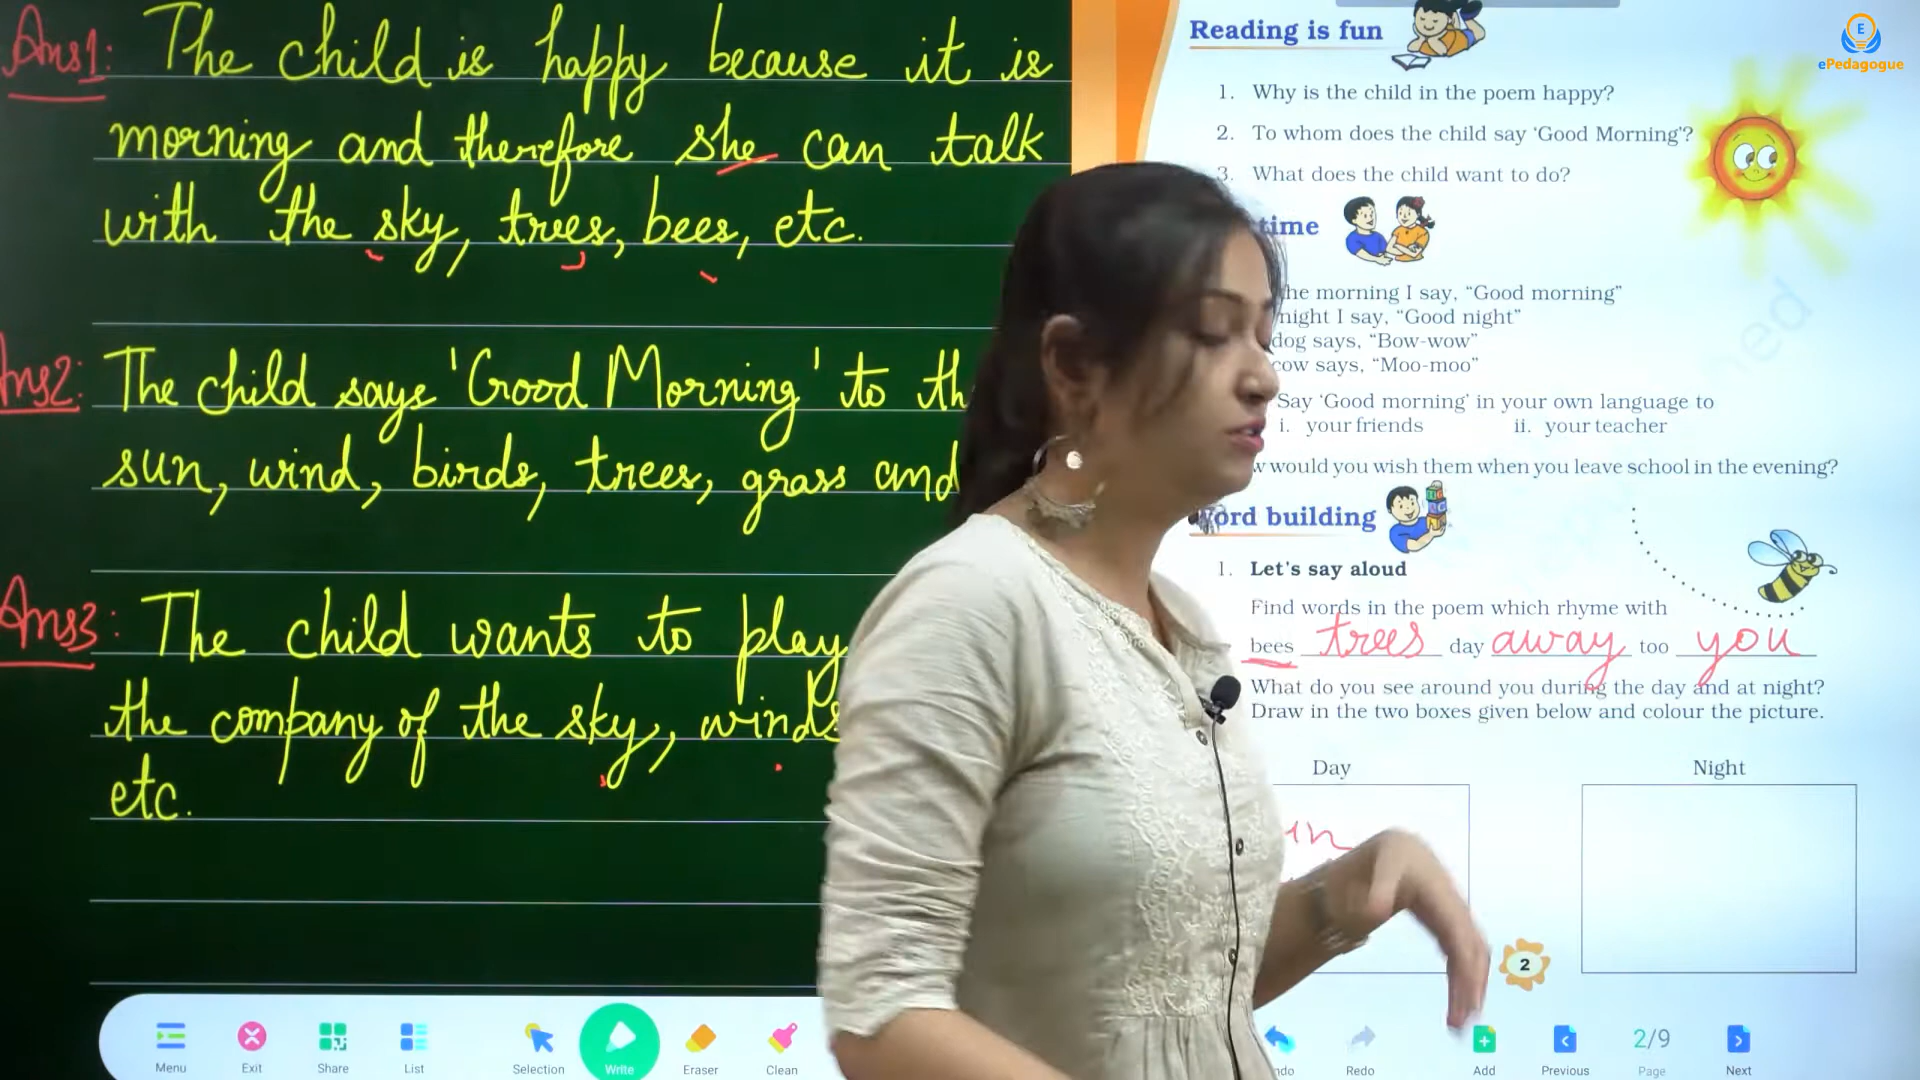 Ans1: The child is happy because it is
morning and therefore she can talk
with the sky, trees, bees, etc.
Ans2: The child says 'Good Morning' to
sun, wind, birds, trees, grass and
Ans3: The child wants to play
the company of the sky, winds
etc.
Reading is fun
1. Why is the child in the poem happy?
2. To whom does the child say ‘Good Morning’?
3. What does the child want to do?
time
the morning I say, “Good morning”
night I say, “Good night”
dog says, “Bow-wow”
cow says, “Moo-moo”
Say ‘Good morning’ in your own language to
i. your friends ii. your teacher
would you wish them when you leave school in the evening?
Word building
1. Let's say aloud
Find words in the poem which rhyme with
bees trees day away too you
What do you see around you during the day and at night?
Draw in the two boxes given below and colour the picture.
Day Night
2
ePedagogue
Menu Exit Share List Selection Write Eraser Clean Redo Add Previous 2/9 Page Next